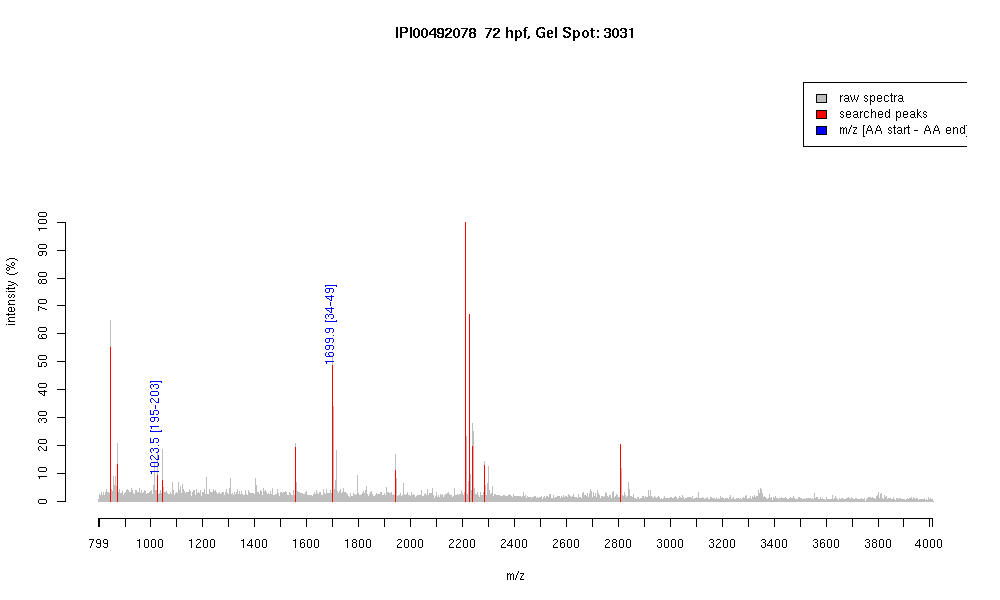 IPI00492078 72 hpf, Gel Spot: 3031
raw spectra
searched peaks
m/z [AA start - AA end]
intensity (%)
100
90
80
70
60
50
40
30
20
10
0
1023.5 [195-203]
1699.9 [34-49]
799 1000 1200 1400 1600 1800 2000 2200 2400 2600 2800 3000 3200 3400 3600 3800 4000
m/z